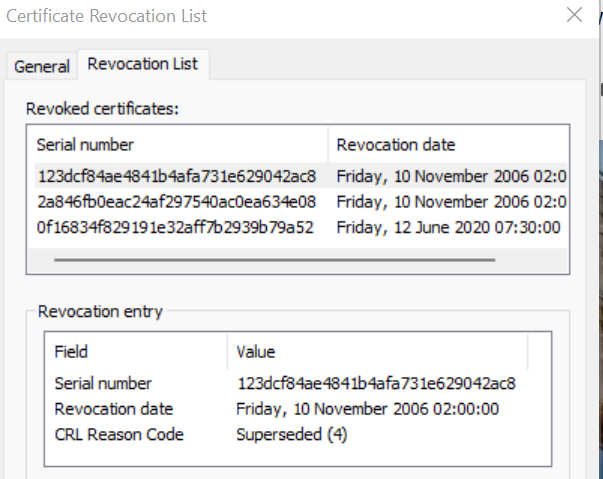 Certificate Revocation List
General Revocation List
Revoked certificates:
Serial number Revocation date
123dcf84ae4841b4afa731e629042ac8 Friday, 10 November 2006 02:0
2a846fb0eac24af297540ac0ea634e08 Friday, 10 November 2006 02:0
0f16834f829191e32aff7b2939b79a52 Friday, 12 June 2020 07:30:00
Revocation entry
Field Value
Serial number 123dcf84ae4841b4afa731e629042ac8
Revocation date Friday, 10 November 2006 02:00:00
CRL Reason Code Superseded (4)